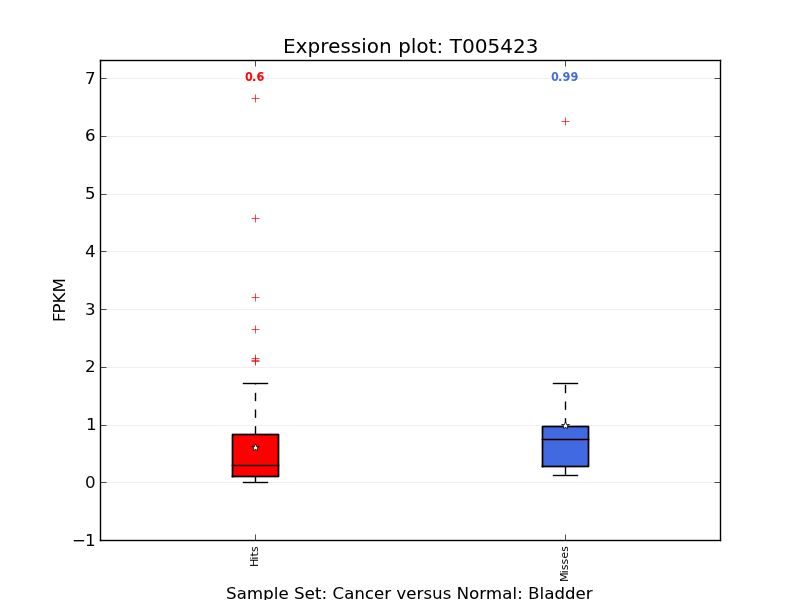 Expression plot: T005423
0.6
0.99
7
6
5
4
3
2
1
0
−1
FPKM
Hits
Misses
Sample Set: Cancer versus Normal: Bladder